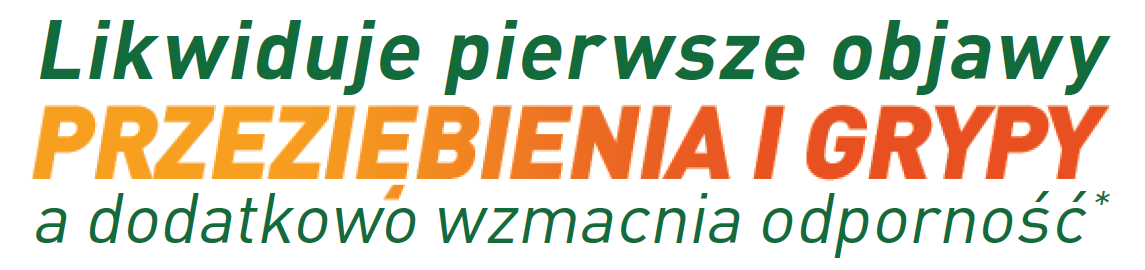 Likwiduje pierwsze objawy
PRZEZIĘBIENIA I GRYPY
a dodatkowo wzmacnia odporność*